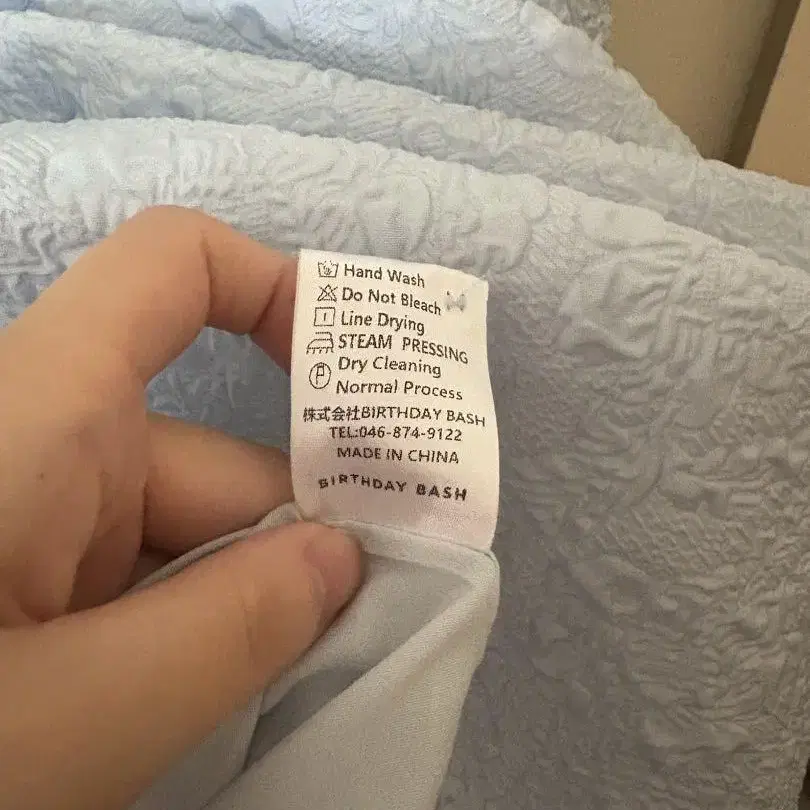 Hand Wash
Do Not Bleach
Line Drying
STEAM PRESSING
Dry Cleaning
Normal Process
株式会社BIRTHDAY BASH
TEL:046-874-9122
MADE IN CHINA
BIRTHDAY BASH